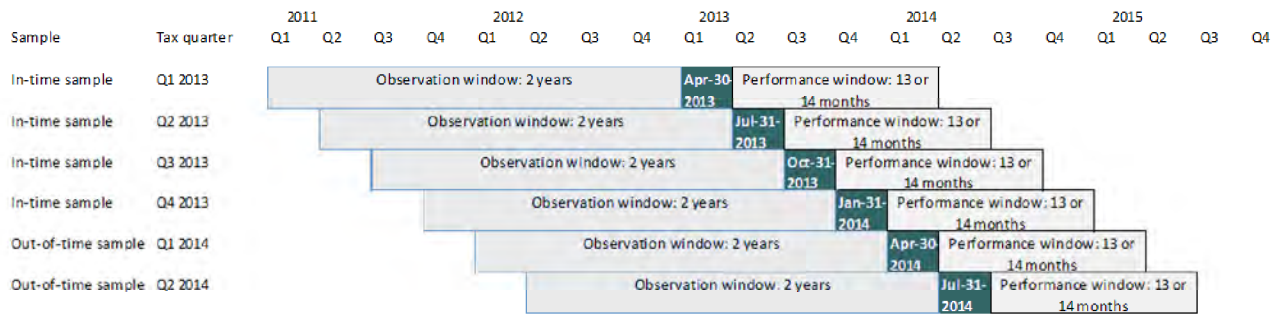 2011 2012 2013 2014 2015
Sample Tax quarter Q1 Q2 Q3 Q4 Q1 Q2 Q3 Q4 Q1 Q2 Q3 Q4 Q1 Q2 Q3 Q4 Q1 Q2 Q3 Q4
In-time sample Q1 2013 Observation window: 2 years Apr-30- Performance window: 13 or
2013 14 months
In-time sample Q2 2013 Observation window: 2 years Jul-31- Performance window: 13 or
2013 14 months
In-time sample Q3 2013 Observation window: 2 years Oct-31- Performance window: 13 or
2013 14 months
In-time sample Q4 2013 Observation window: 2 years Jan-31- Performance window: 13 or
2014 14 months
Out-of-time sample Q1 2014 Observation window: 2 years Apr-30- Performance window: 13 or
2014 14 months
Out-of-time sample Q2 2014 Observation window: 2 years Jul-31- Performance window: 13 or
2014 14 months